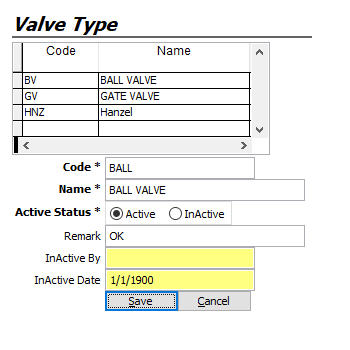 Valve Type
Code Name
BV BALL VALVE
GV GATE VALVE
HNZ Hanzel
Code * BALL
Name * BALL VALVE
Active Status * Active InActive
Remark OK
InActive By
InActive Date 1/1/1900
Save Cancel